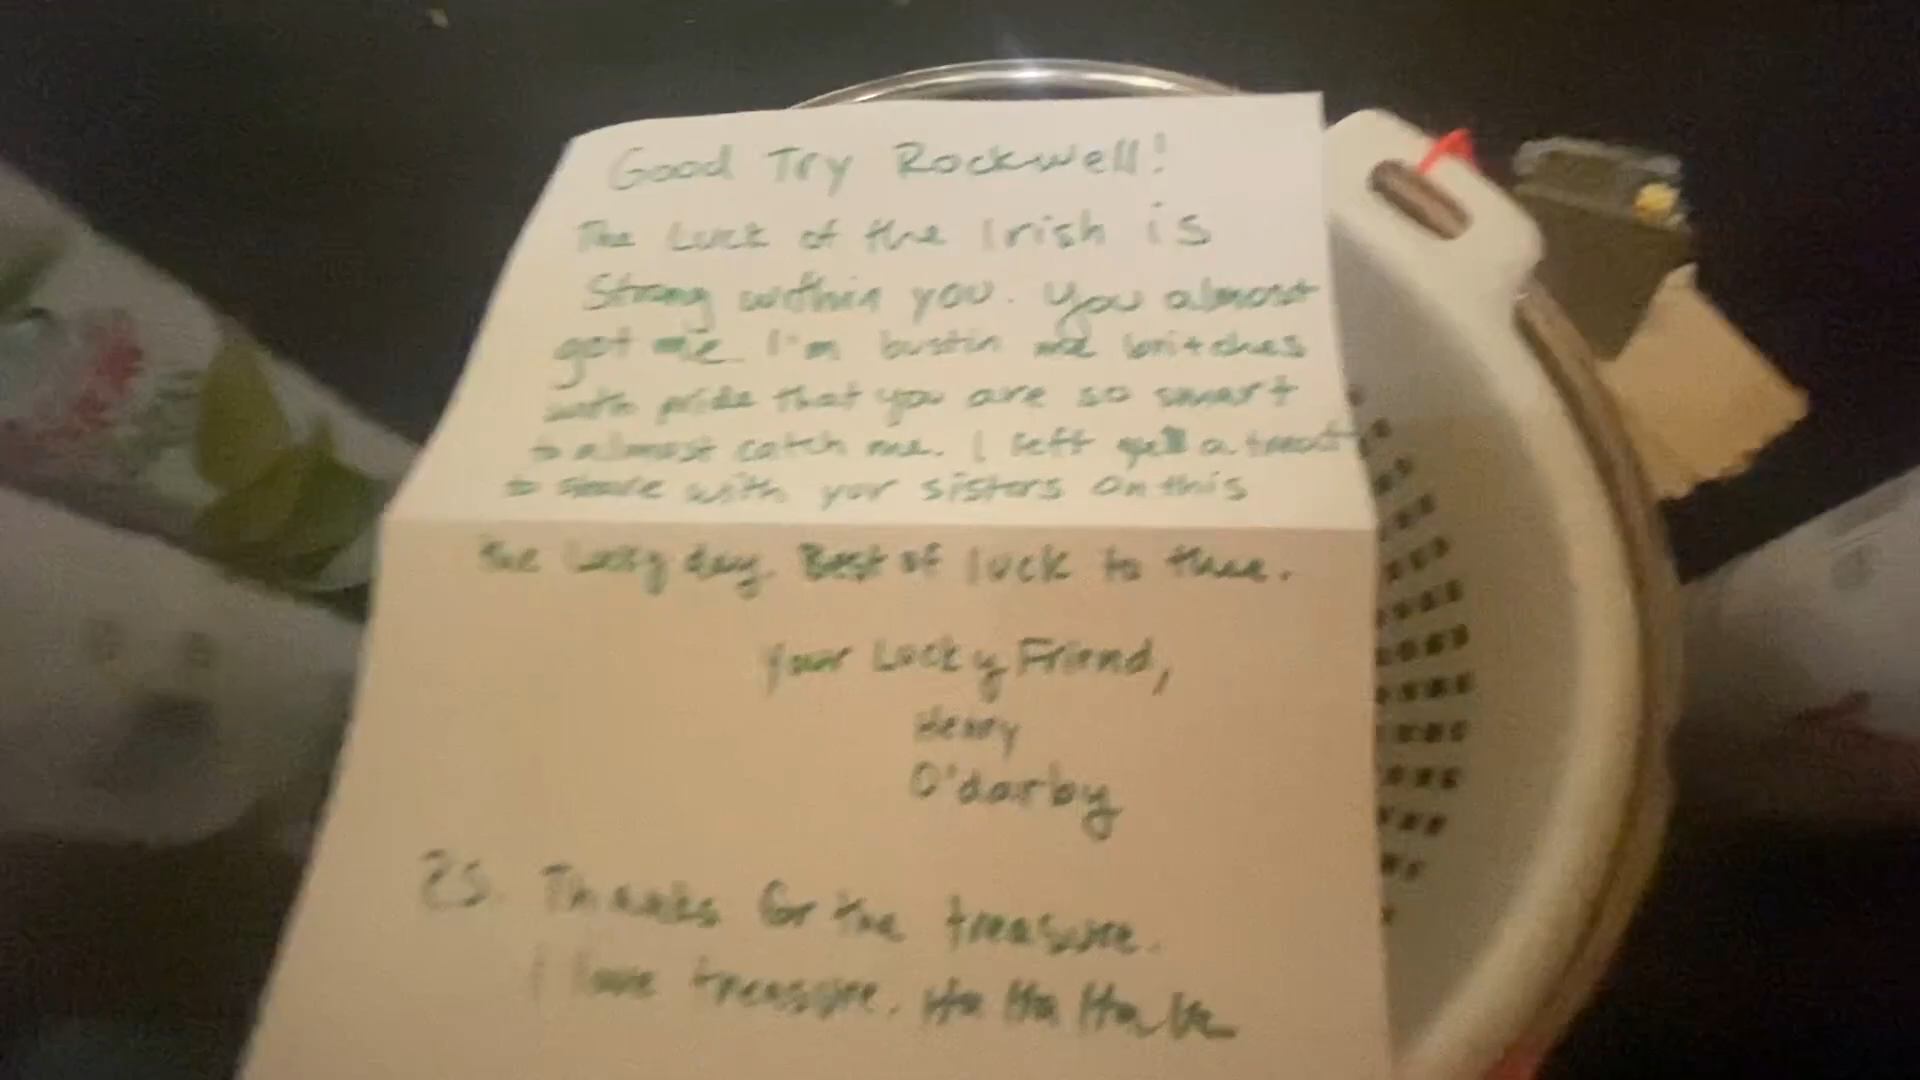 Good Try Rockwell!
The Luck of the Irish is
Strong within you. You almost
got me I'm bustin me britches
with pride that you are so smart
to almost catch me. I left a treat
to share with your sisters on this
the lucky day. Best of luck to thee.
Your Lucky Friend,
Henry
O'darby
PS. Thanks for the treasure.
I love treasure. Ha Ha Ha